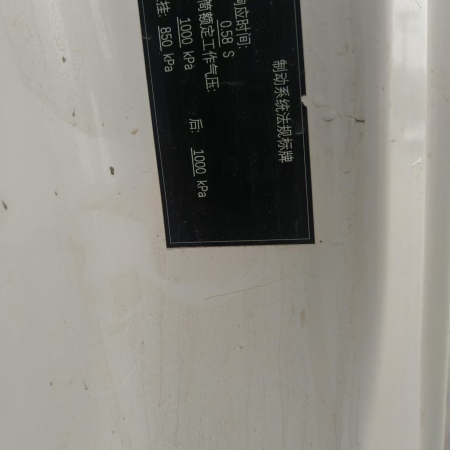 制动系统法规标牌
响应时间:
0.58 S
筒额定工作气压:
1000 kPa 后: 1000 kPa
挂: 850 kPa